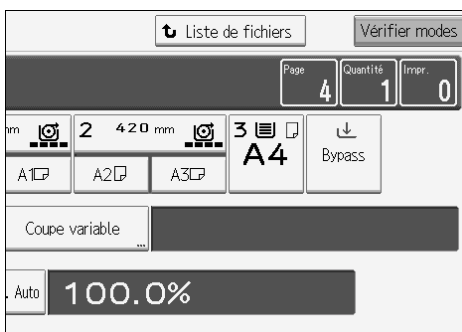 Liste de fichiers
Vérifier modes
Page 4
Quantité 1
Impr. 0
mm
2 420 mm
3
A4
Bypass
A1
A2
A3
Coupe variable
...
. Auto
100.0%